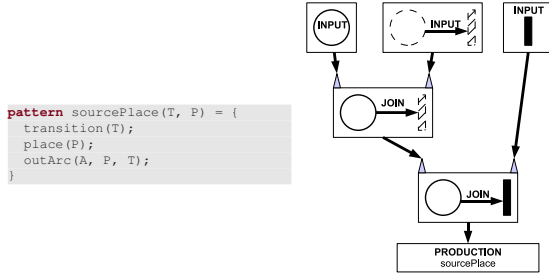 pattern sourcePlace(T, P) = {
transition(T);
place(P);
outArc(A, P, T);
}
INPUT
INPUT
INPUT
JOIN
JOIN
PRODUCTION
sourcePlace